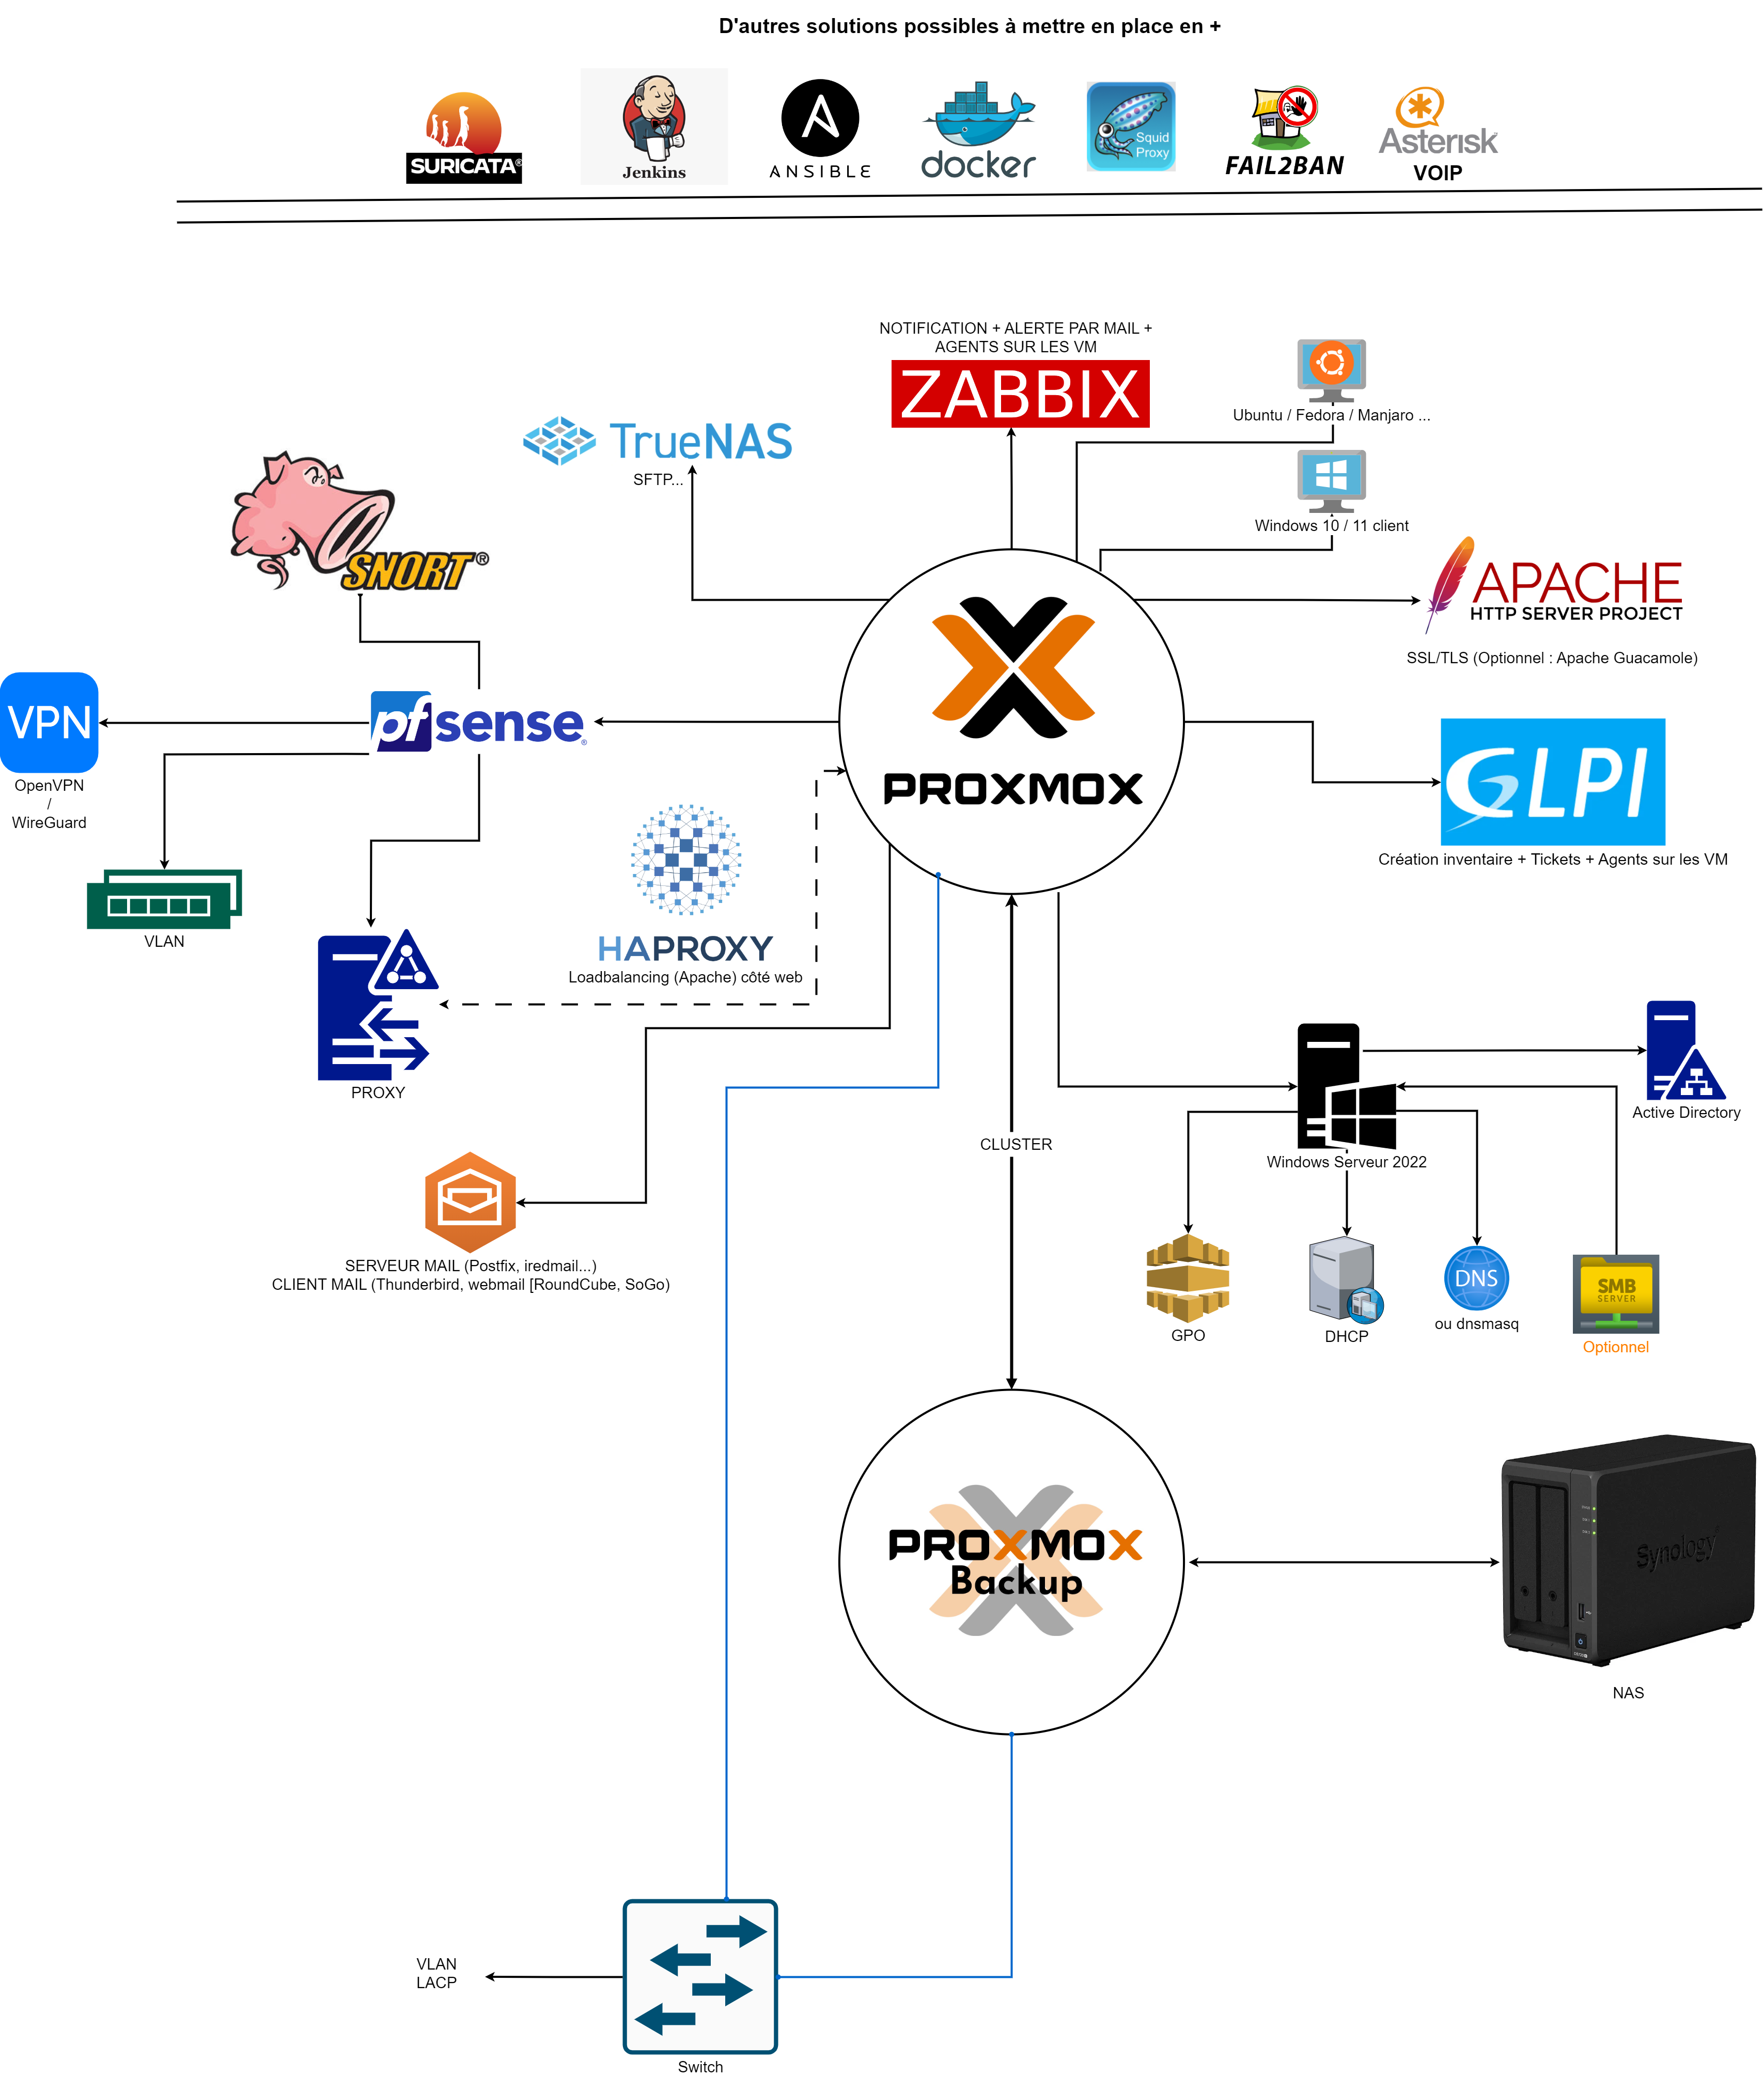 D'autres solutions possibles à mettre en place en +
SURICATA®
Jenkins
ANSIBLE
docker
Squid
Proxy
FAIL2BAN
Asterisk
VOIP
NOTIFICATION + ALERTE PAR MAIL +
AGENTS SUR LES VM
ZABBIX
Ubuntu / Fedora / Manjaro ...
Windows 10 / 11 client
TrueNAS
SFTP...
SNORT®
APACHE
HTTP SERVER PROJECT
SSL/TLS (Optionnel : Apache Guacamole)
VPN
OpenVPN
/
WireGuard
pfsense®
PROXMOX
GLPI
Création inventaire + Tickets + Agents sur les VM
VLAN
HAPROXY
Loadbalancing (Apache) côté web
PROXY
Active Directory
CLUSTER
Windows Serveur 2022
SERVEUR MAIL (Postfix, iredmail...)
CLIENT MAIL (Thunderbird, webmail [RoundCube, SoGo)
GPO
DHCP
DNS
ou dnsmasq
SMB
SERVER
Optionnel
PROXMOX
Backup
Synology
NAS
VLAN
LACP
Switch